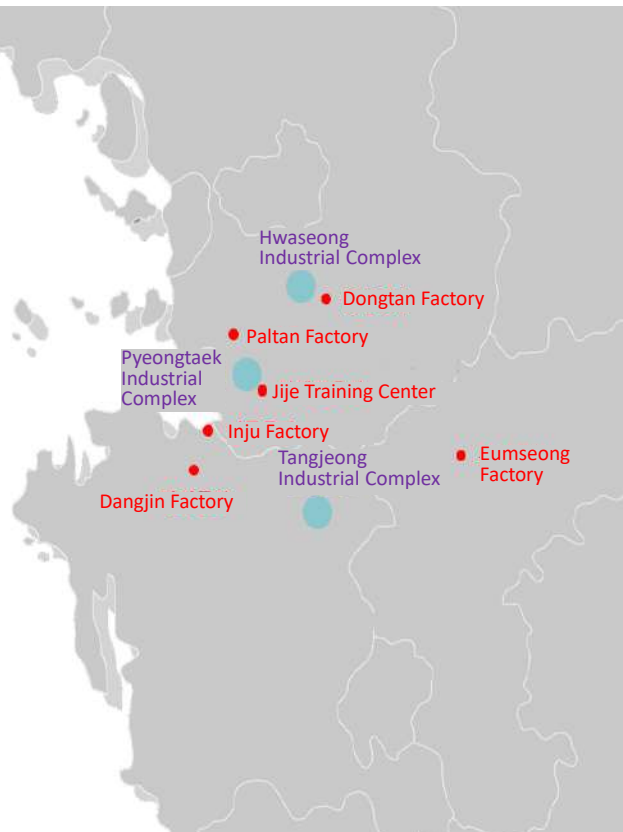 Hwaseong
Industrial Complex
Dongtan Factory
Paltan Factory
Pyeongtaek
Industrial
Complex
Jije Training Center
Inju Factory
Tangjeong
Industrial Complex
Eumseong
Factory
Dangjin Factory